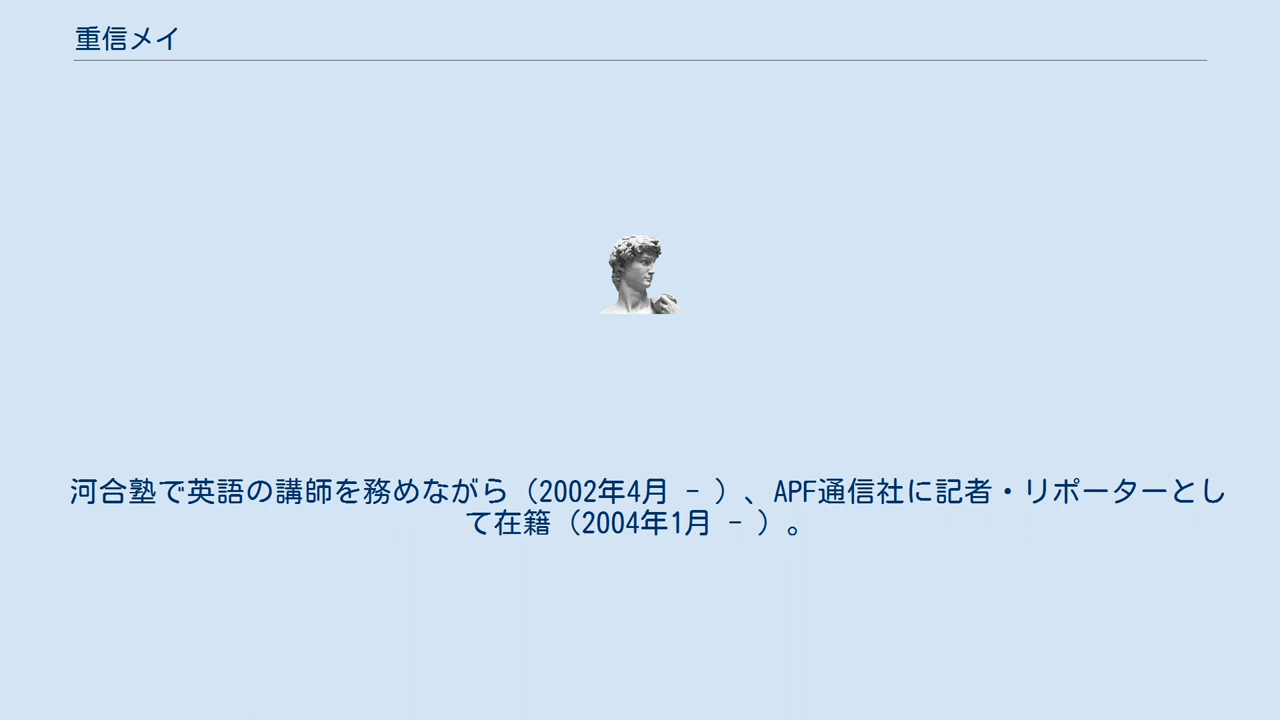 重信メイ
河合塾で英語の講師を務めながら（2002年4月 - ）、APF通信社に記者・リポーターとし
て在籍（2004年1月 - ）。